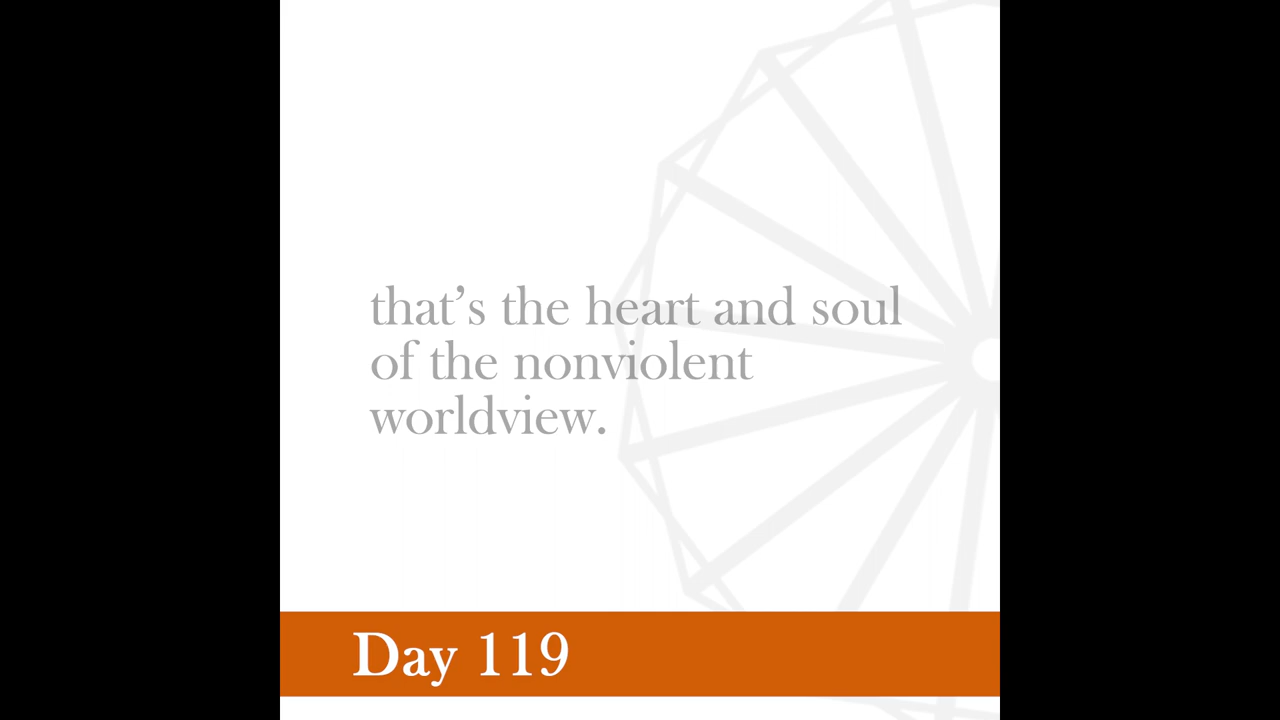 that’s the heart and soul
of the nonviolent
worldview.
Day 119